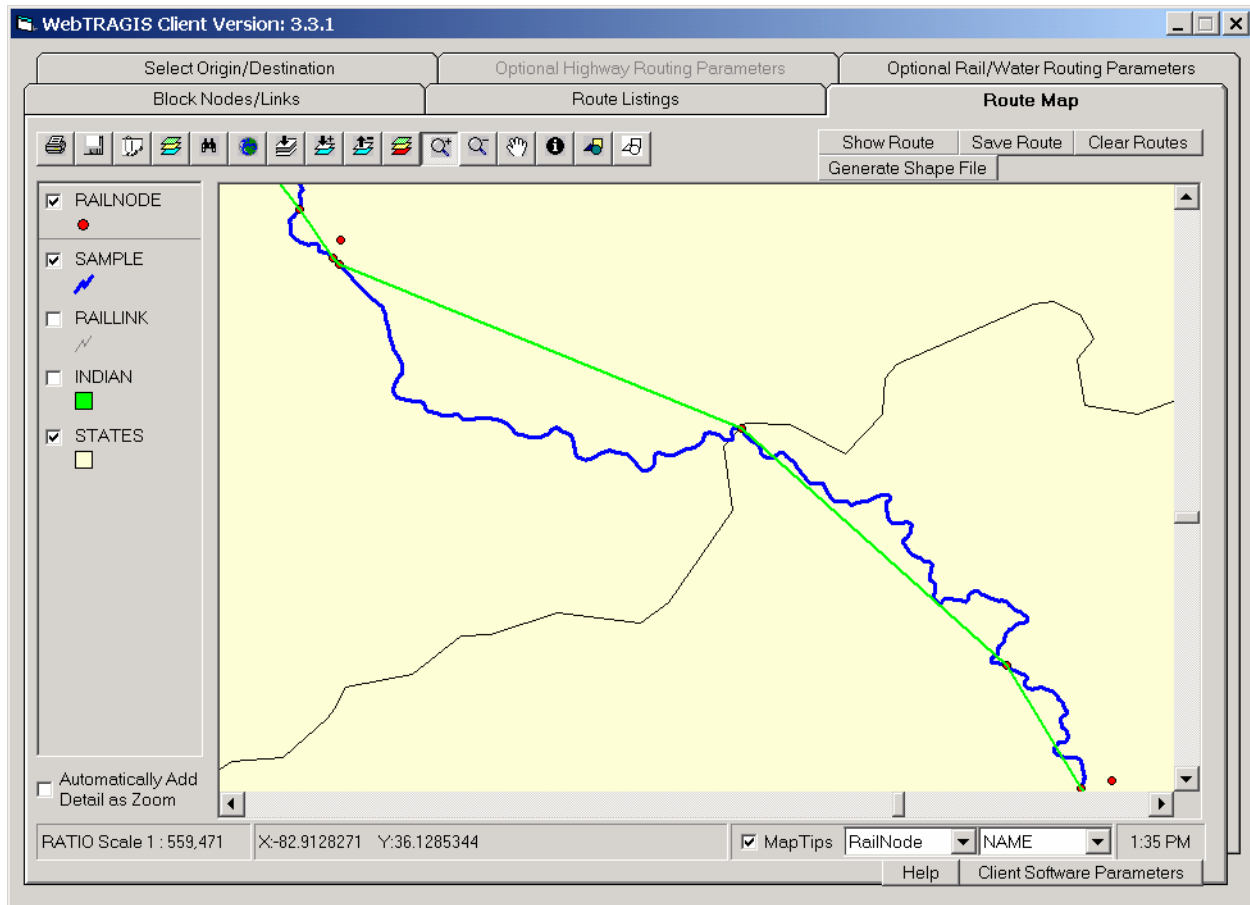 WebTRAGIS Client Version: 3.3.1
Select Origin/Destination
Optional Highway Routing Parameters
Optional Rail/Water Routing Parameters
Block Nodes/Links
Route Listings
Route Map
Show Route
Save Route
Clear Routes
Generate Shape File
RAILNODE
SAMPLE
RAILLINK
INDIAN
STATES
Automatically Add
Detail as Zoom
RATIO Scale 1 : 559,471
X:-82.9128271 Y:36.1285344
MapTips
RailNode
NAME
1:35 PM
Help
Client Software Parameters